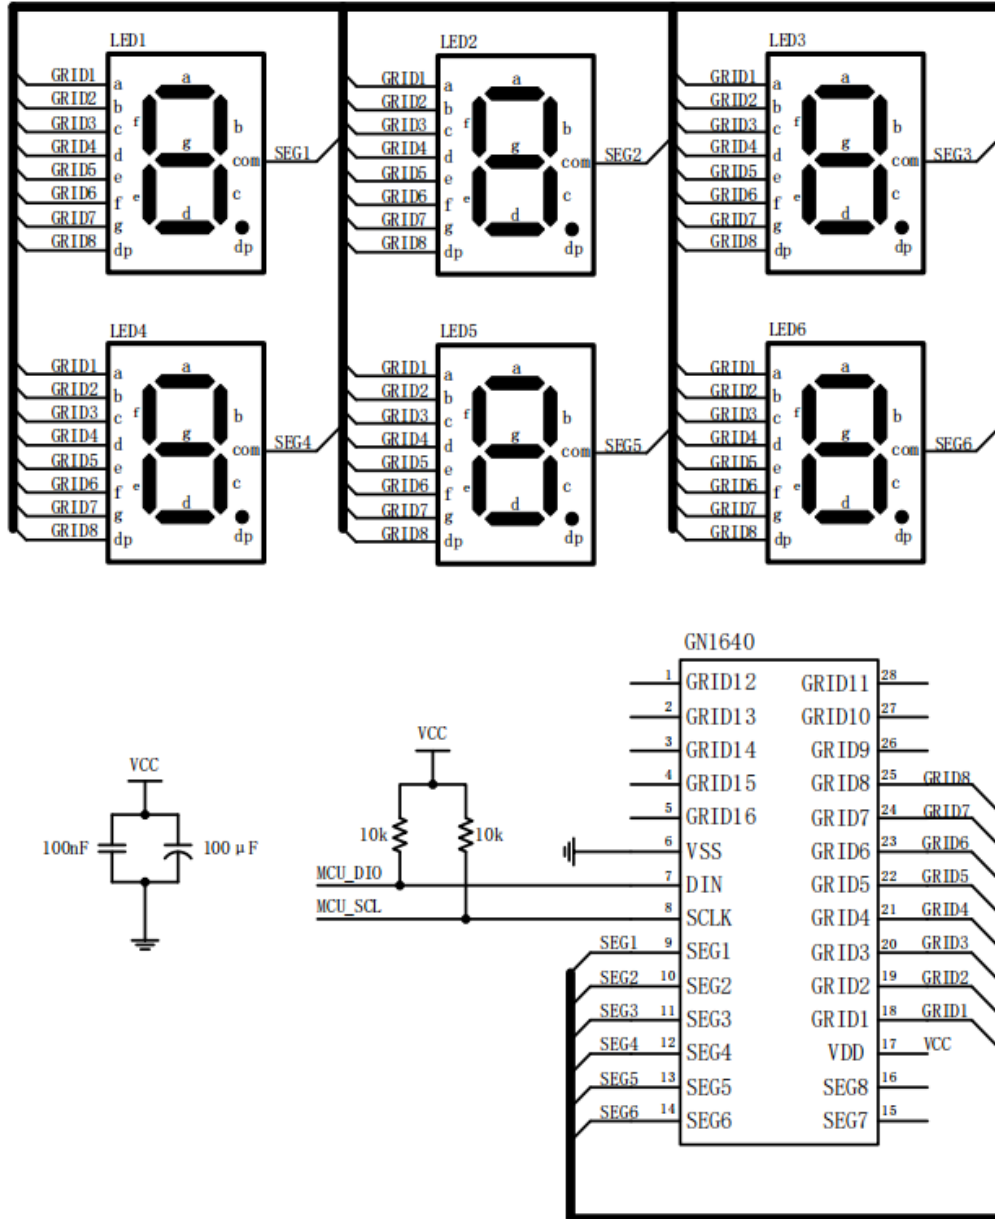 LED1
GRID1 a
GRID2 b
GRID3 c
GRID4 d
GRID5 e
GRID6 f
GRID7 g
GRID8 dp
a
f
b
g
com SEG1
e
c
d
dp
LED2
GRID1 a
GRID2 b
GRID3 c
GRID4 d
GRID5 e
GRID6 f
GRID7 g
GRID8 dp
a
f
b
g
com SEG2
e
c
d
dp
LED3
GRID1 a
GRID2 b
GRID3 c
GRID4 d
GRID5 e
GRID6 f
GRID7 g
GRID8 dp
a
f
b
g
com SEG3
e
c
d
dp
LED4
GRID1 a
GRID2 b
GRID3 c
GRID4 d
GRID5 e
GRID6 f
GRID7 g
GRID8 dp
a
f
b
g
com SEG4
e
c
d
dp
LED5
GRID1 a
GRID2 b
GRID3 c
GRID4 d
GRID5 e
GRID6 f
GRID7 g
GRID8 dp
a
f
b
g
com SEG5
e
c
d
dp
LED6
GRID1 a
GRID2 b
GRID3 c
GRID4 d
GRID5 e
GRID6 f
GRID7 g
GRID8 dp
a
f
b
g
com SEG6
e
c
d
dp
VCC
100nF 100μF
VCC
10k 10k
MCU_DIO
MCU_SCL
GN1640
1 GRID12 GRID11 28
2 GRID13 GRID10 27
3 GRID14 GRID9 26
4 GRID15 GRID8 25 GRID8
5 GRID16 GRID7 24 GRID7
6 VSS GRID6 23 GRID6
7 DIN GRID5 22 GRID5
8 SCLK GRID4 21 GRID4
SEG1 9 SEG1 GRID3 20 GRID3
SEG2 10 SEG2 GRID2 19 GRID2
SEG3 11 SEG3 GRID1 18 GRID1
SEG4 12 SEG4 VDD 17 VCC
SEG5 13 SEG5 SEG8 16
SEG6 14 SEG6 SEG7 15